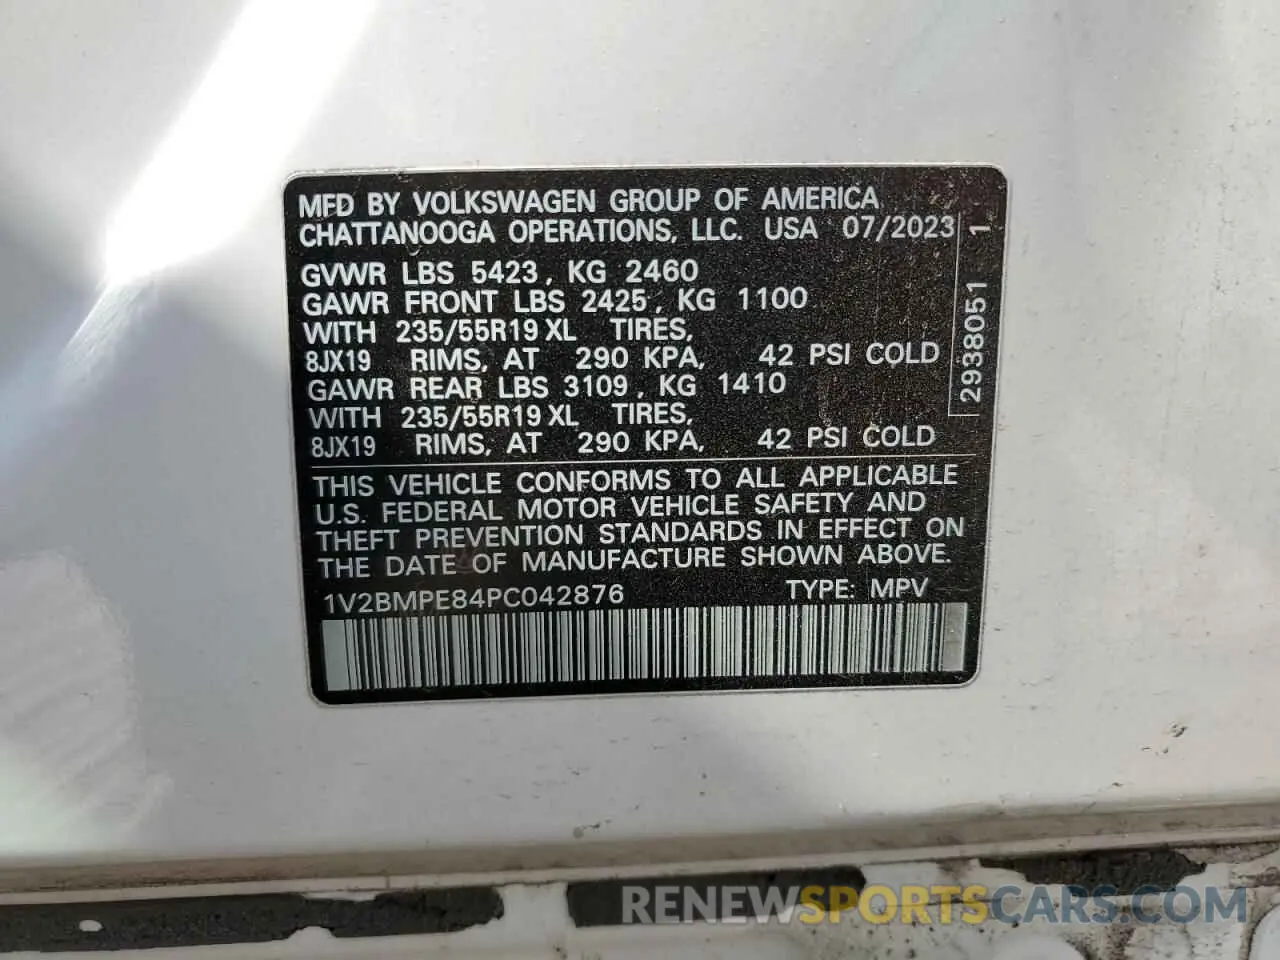 MFD BY VOLKSWAGEN GROUP OF AMERICA
CHATTANOOGA OPERATIONS, LLC. USA 07/2023
GVWR LBS 5423, KG 2460
GAWR FRONT LBS 2425, KG 1100
WITH 235/55R19 XL TIRES,
8JX19 RIMS, AT 290 KPA, 42 PSI COLD
GAWR REAR LBS 3109, KG 1410
WITH 235/55R19 XL TIRES,
8JX19 RIMS, AT 290 KPA, 42 PSI COLD
2938051 1
THIS VEHICLE CONFORMS TO ALL APPLICABLE
U.S. FEDERAL MOTOR VEHICLE SAFETY AND
THEFT PREVENTION STANDARDS IN EFFECT ON
THE DATE OF MANUFACTURE SHOWN ABOVE.
1V2BMPE84PC042876 TYPE: MPV
RENEWSPORTSCARS.COM